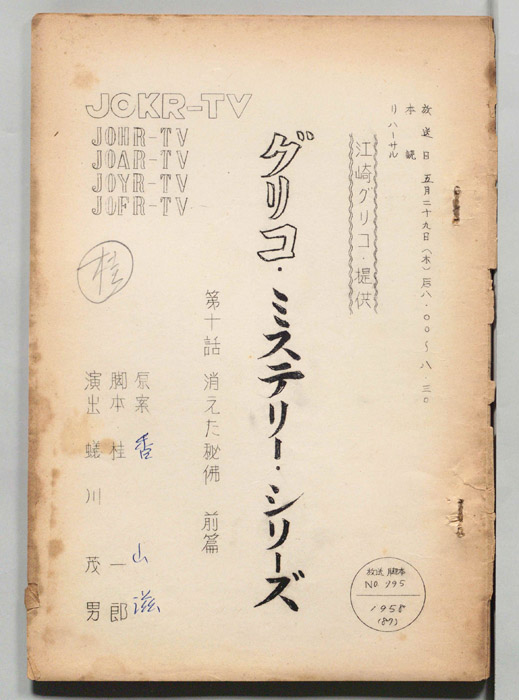 放送日 五月二十九日(木)后八・〇〇～八・三〇
本読
リハーサル
江崎グリコ・提供
グリコ・ミステリー・シリーズ
第十話 消えた秘佛 前篇
JOKR-TV
JOHR-TV
JOAR-TV
JOYR-TV
JOFR-TV
桂
原案 香山滋
脚本 桂一郎
演出 蟻川茂男
放送脚本
NO 795
1958
(87)